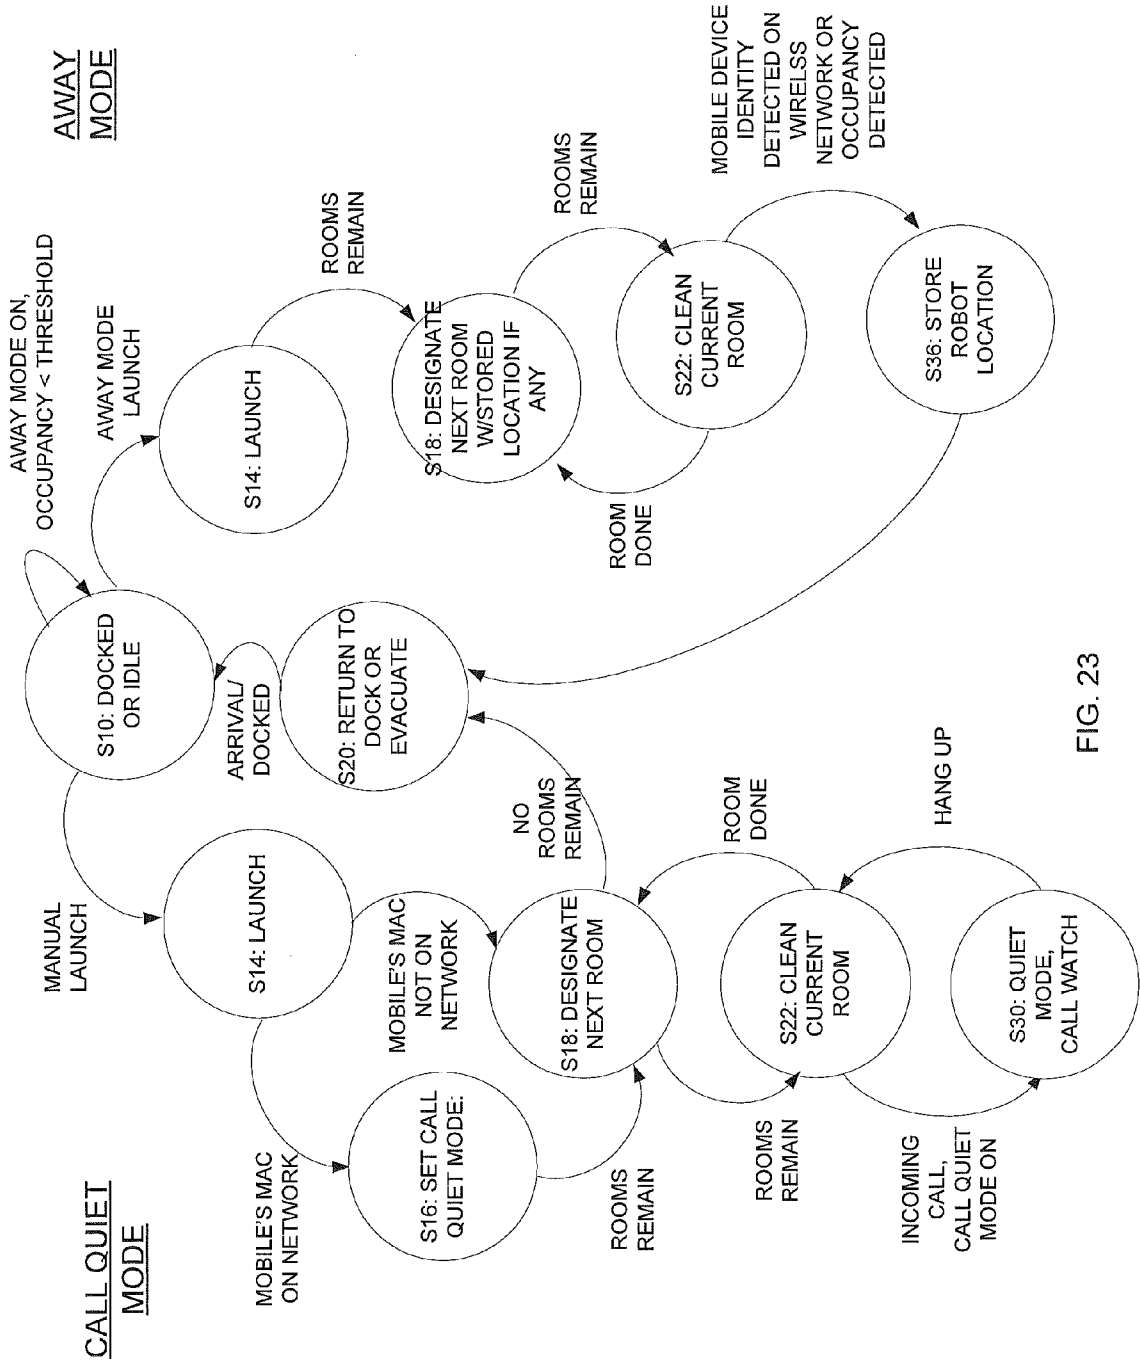 CALL QUIET
MODE
AWAY
MODE
MANUAL
LAUNCH
S10: DOCKED
OR IDLE
AWAY MODE ON,
OCCUPANCY < THRESHOLD
AWAY MODE
LAUNCH
MOBILE'S MAC
ON NETWORK
S14: LAUNCH
ARRIVAL/
DOCKED
S14: LAUNCH
ROOMS
REMAIN
S16: SET CALL
QUIET MODE:
MOBILE'S MAC
NOT ON
NETWORK
S20: RETURN TO
DOCK OR
EVACUATE
S18: DESIGNATE
NEXT ROOM
W/STORED
LOCATION IF
ANY
ROOMS
REMAIN
ROOMS
REMAIN
S18: DESIGNATE
NEXT ROOM
NO
ROOMS
REMAIN
ROOM
DONE
S22: CLEAN
CURRENT
ROOM
MOBILE DEVICE
IDENTITY
DETECTED ON
WIRELSS
NETWORK OR
OCCUPANCY
DETECTED
ROOMS
REMAIN
S22: CLEAN
CURRENT
ROOM
ROOM
DONE
S36: STORE
ROBOT
LOCATION
INCOMING
CALL,
CALL QUIET
MODE ON
S30: QUIET
MODE,
CALL WATCH
HANG UP
FIG. 23